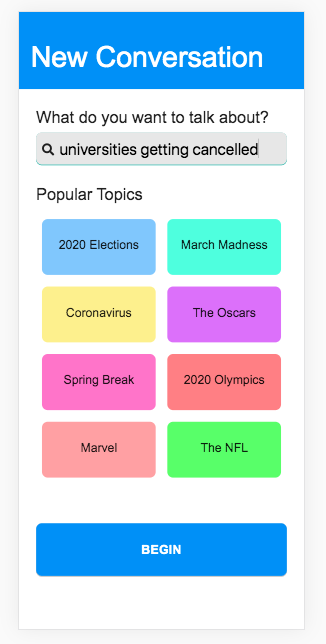 New Conversation
What do you want to talk about?
universities getting cancelled
Popular Topics
2020 Elections
March Madness
Coronavirus
The Oscars
Spring Break
2020 Olympics
Marvel
The NFL
BEGIN